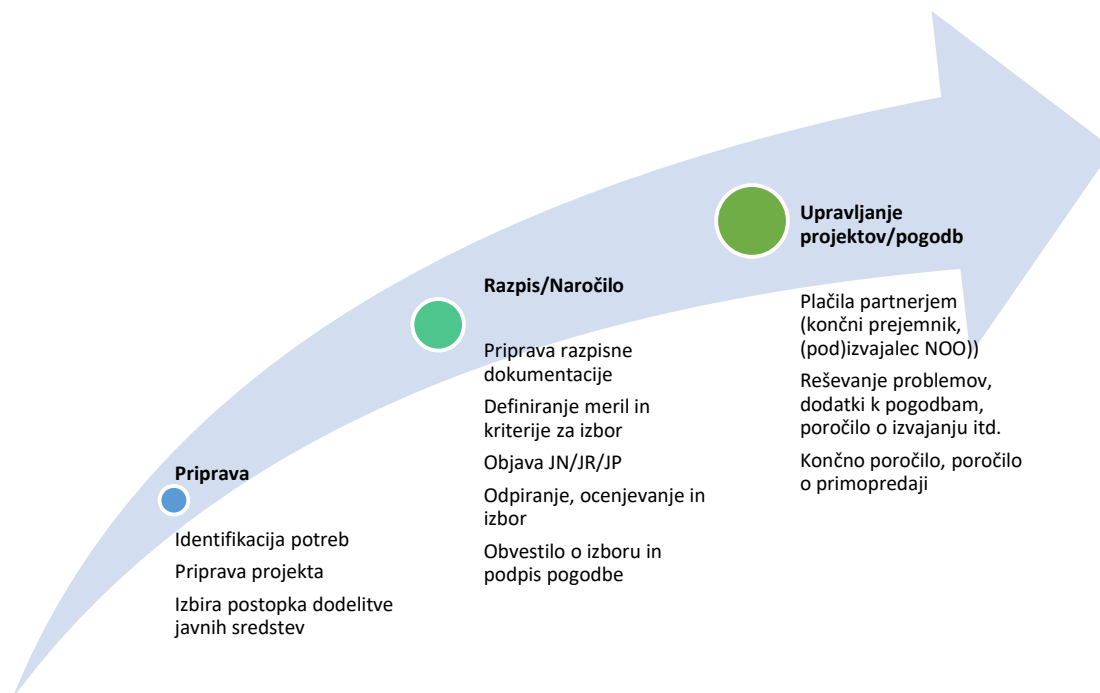 Priprava
Identifikacija potreb
Priprava projekta
Izbira postopka dodelitve
javnih sredstev
Razpis/Naročilo
Priprava razpisne
dokumentacije
Definiranje meril in
kriterije za izbor
Objava JN/JR/JP
Odpiranje, ocenjevanje in
izbor
Obvestilo o izboru in
podpis pogodbe
Upravljanje
projektov/pogodb
Plačila partnerjem
(končni prejemnik,
(pod)izvajalec NOO))
Reševanje problemov,
dodatki k pogodbam,
poročilo o izvajanju itd.
Končno poročilo, poročilo
o primopredaji